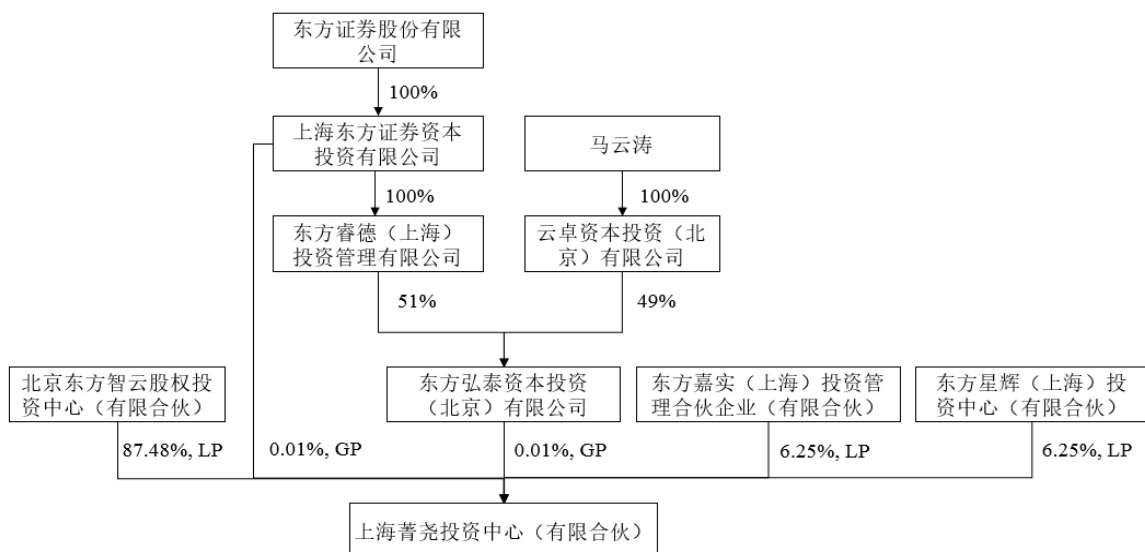 东方证券股份有限
公司
100%
上海东方证券资本
投资有限公司
马云涛
100%
100%
东方睿德（上海）
投资管理有限公司
云卓资本投资（北
京）有限公司
51%
49%
北京东方智云股权投
资中心（有限合伙）
东方弘泰资本投资
（北京）有限公司
东方嘉实（上海）投资管
理合伙企业（有限合伙）
东方星辉（上海）投
资中心（有限合伙）
87.48%, LP
0.01%, GP
0.01%, GP
6.25%, LP
6.25%, LP
上海菁尧投资中心（有限合伙）